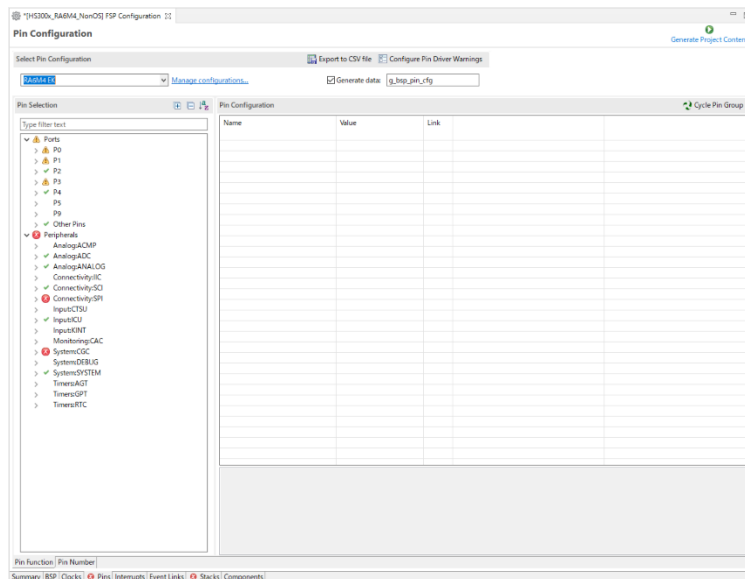 *[HS300x_RA6M4_NonOS] FSP Configuration
Pin Configuration
Generate Project Content
Select Pin Configuration
Export to CSV file
Configure Pin Driver Warnings
RA6M4 EK
Manage configurations...
Generate data:
g_bsp_pin_cfg
Pin Selection
Pin Configuration
Cycle Pin Group
Type filter text
Name Value Link
Ports
P0
P1
P2
P3
P4
P5
P9
Other Pins
Peripherals
Analog:ACMP
Analog:ADC
Analog:ANALOG
Connectivity:IIC
Connectivity:SCI
Connectivity:SPI
Input:CTSU
Input:ICU
Input:KINT
Monitoring:CAC
System:CGC
System:DEBUG
System:SYSTEM
Timers:AGT
Timers:GPT
Timers:RTC
Pin Function Pin Number
Summary BSP Clocks Pins Interrupts Event Links Stacks Components